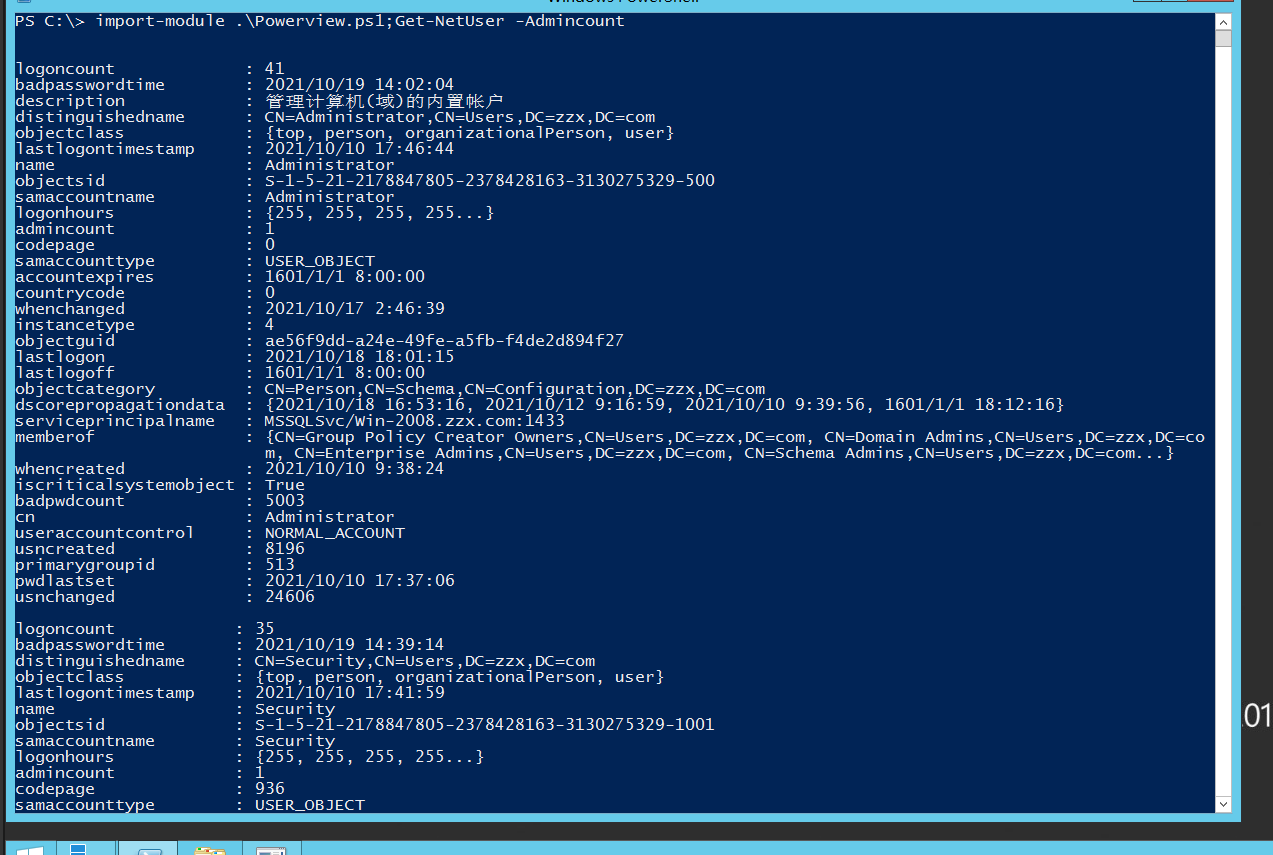 PS C:\> import-module .\Powerview.ps1;Get-NetUser -Admincount
logoncount : 41
badpasswordtime : 2021/10/19 14:02:04
description : 管理计算机(域)的内置帐户
distinguishedname : CN=Administrator,CN=Users,DC=zzx,DC=com
objectclass : {top, person, organizationalPerson, user}
lastlogontimestamp : 2021/10/10 17:46:44
name : Administrator
objectsid : S-1-5-21-2178847805-2378428163-3130275329-500
samaccountname : Administrator
logonhours : {255, 255, 255, 255...}
admincount : 1
codepage : 0
samaccounttype : USER_OBJECT
accountexpires : 1601/1/1 8:00:00
countrycode : 0
whenchanged : 2021/10/17 2:46:39
instancetype : 4
objectguid : ae56f9dd-a24e-49fe-a5fb-f4de2d894f27
lastlogon : 2021/10/18 18:01:15
lastlogoff : 1601/1/1 8:00:00
objectcategory : CN=Person,CN=Schema,CN=Configuration,DC=zzx,DC=com
dscorepropagationdata : {2021/10/18 16:53:16, 2021/10/12 9:16:59, 2021/10/10 9:39:56, 1601/1/1 18:12:16}
serviceprincipalname : MSSQLSvc/Win-2008.zzx.com:1433
memberof : {CN=Group Policy Creator Owners,CN=Users,DC=zzx,DC=com, CN=Domain Admins,CN=Users,DC=zzx,DC=co
m, CN=Enterprise Admins,CN=Users,DC=zzx,DC=com, CN=Schema Admins,CN=Users,DC=zzx,DC=com...}
whencreated : 2021/10/10 9:38:24
iscriticalsystemobject : True
badpwdcount : 5003
cn : Administrator
useraccountcontrol : NORMAL_ACCOUNT
usncreated : 8196
primarygroupid : 513
pwdlastset : 2021/10/10 17:37:06
usnchanged : 24606
logoncount : 35
badpasswordtime : 2021/10/19 14:39:14
distinguishedname : CN=Security,CN=Users,DC=zzx,DC=com
objectclass : {top, person, organizationalPerson, user}
lastlogontimestamp : 2021/10/10 17:41:59
name : Security
objectsid : S-1-5-21-2178847805-2378428163-3130275329-1001
samaccountname : Security
logonhours : {255, 255, 255, 255...}
admincount : 1
codepage : 936
samaccounttype : USER_OBJECT
01